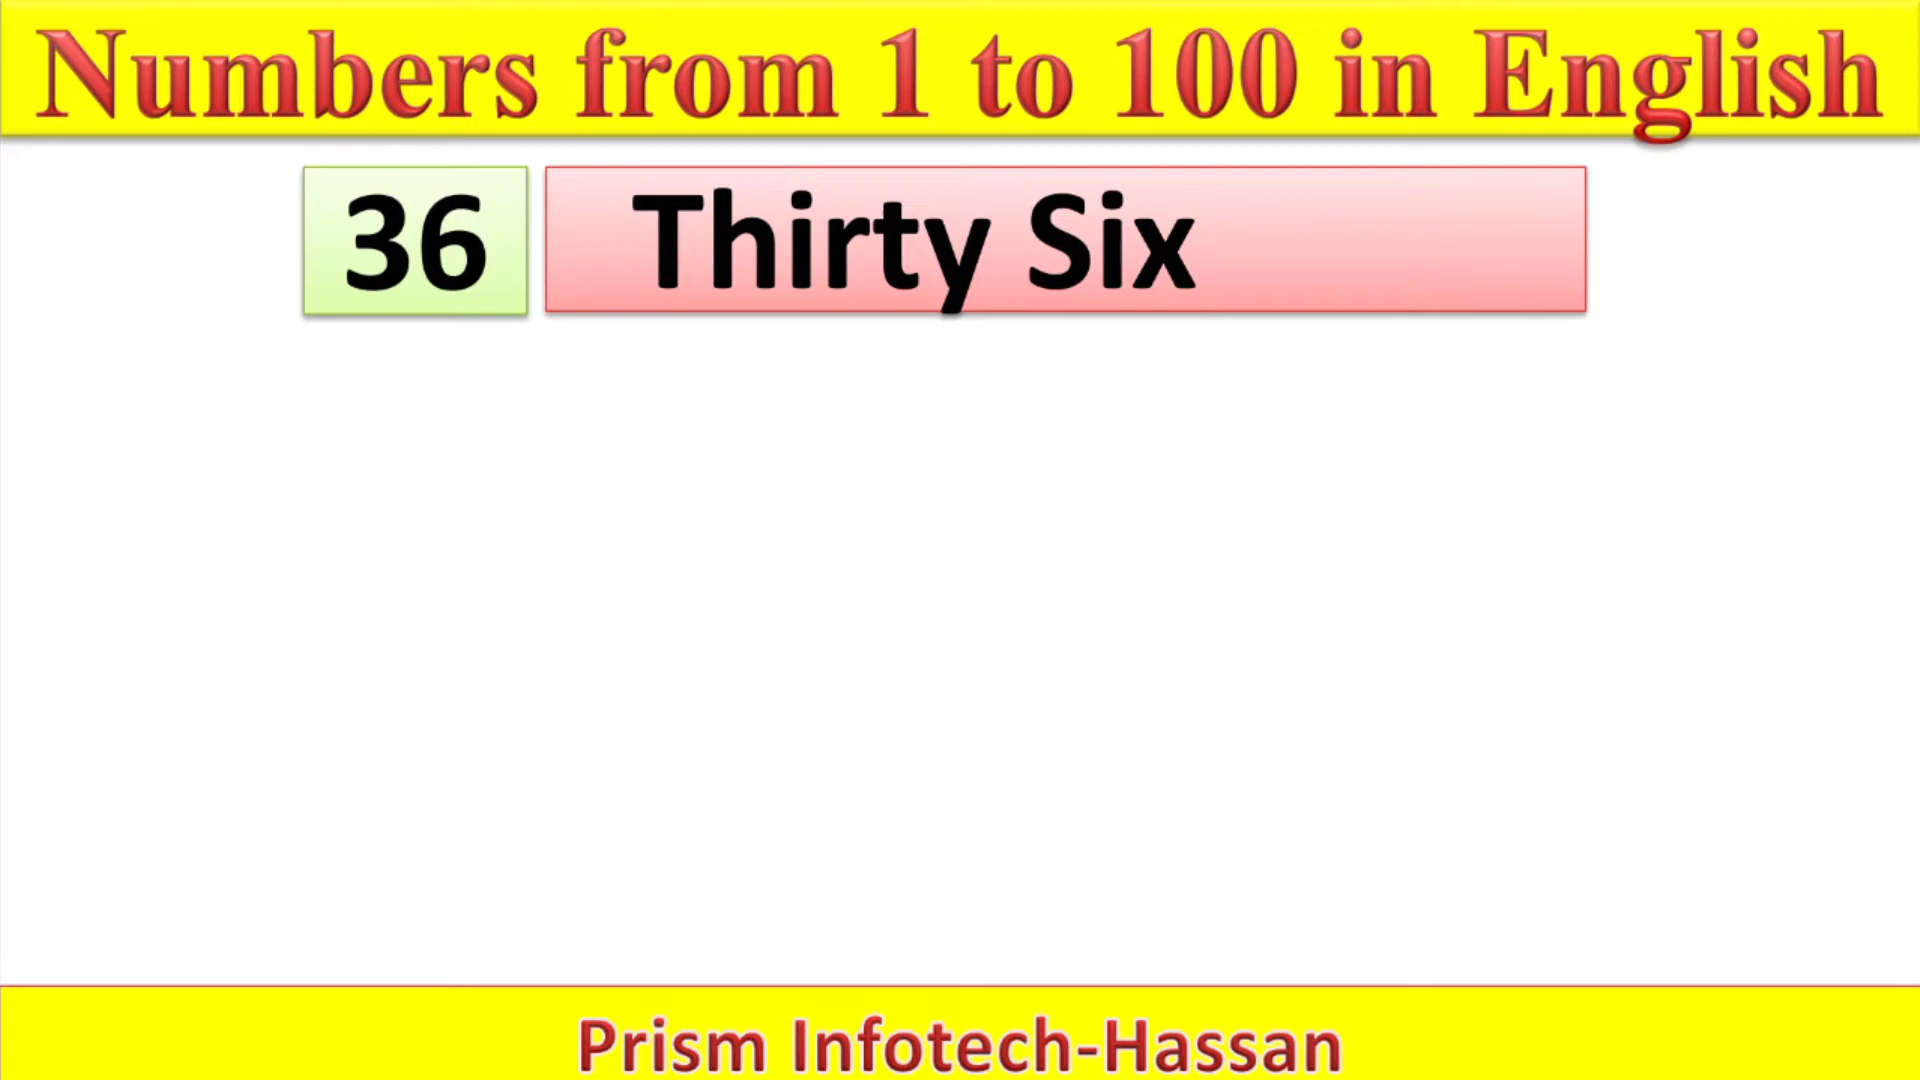 Numbers from 1 to 100 in English
36 Thirty Six
Prism Infotech-Hassan